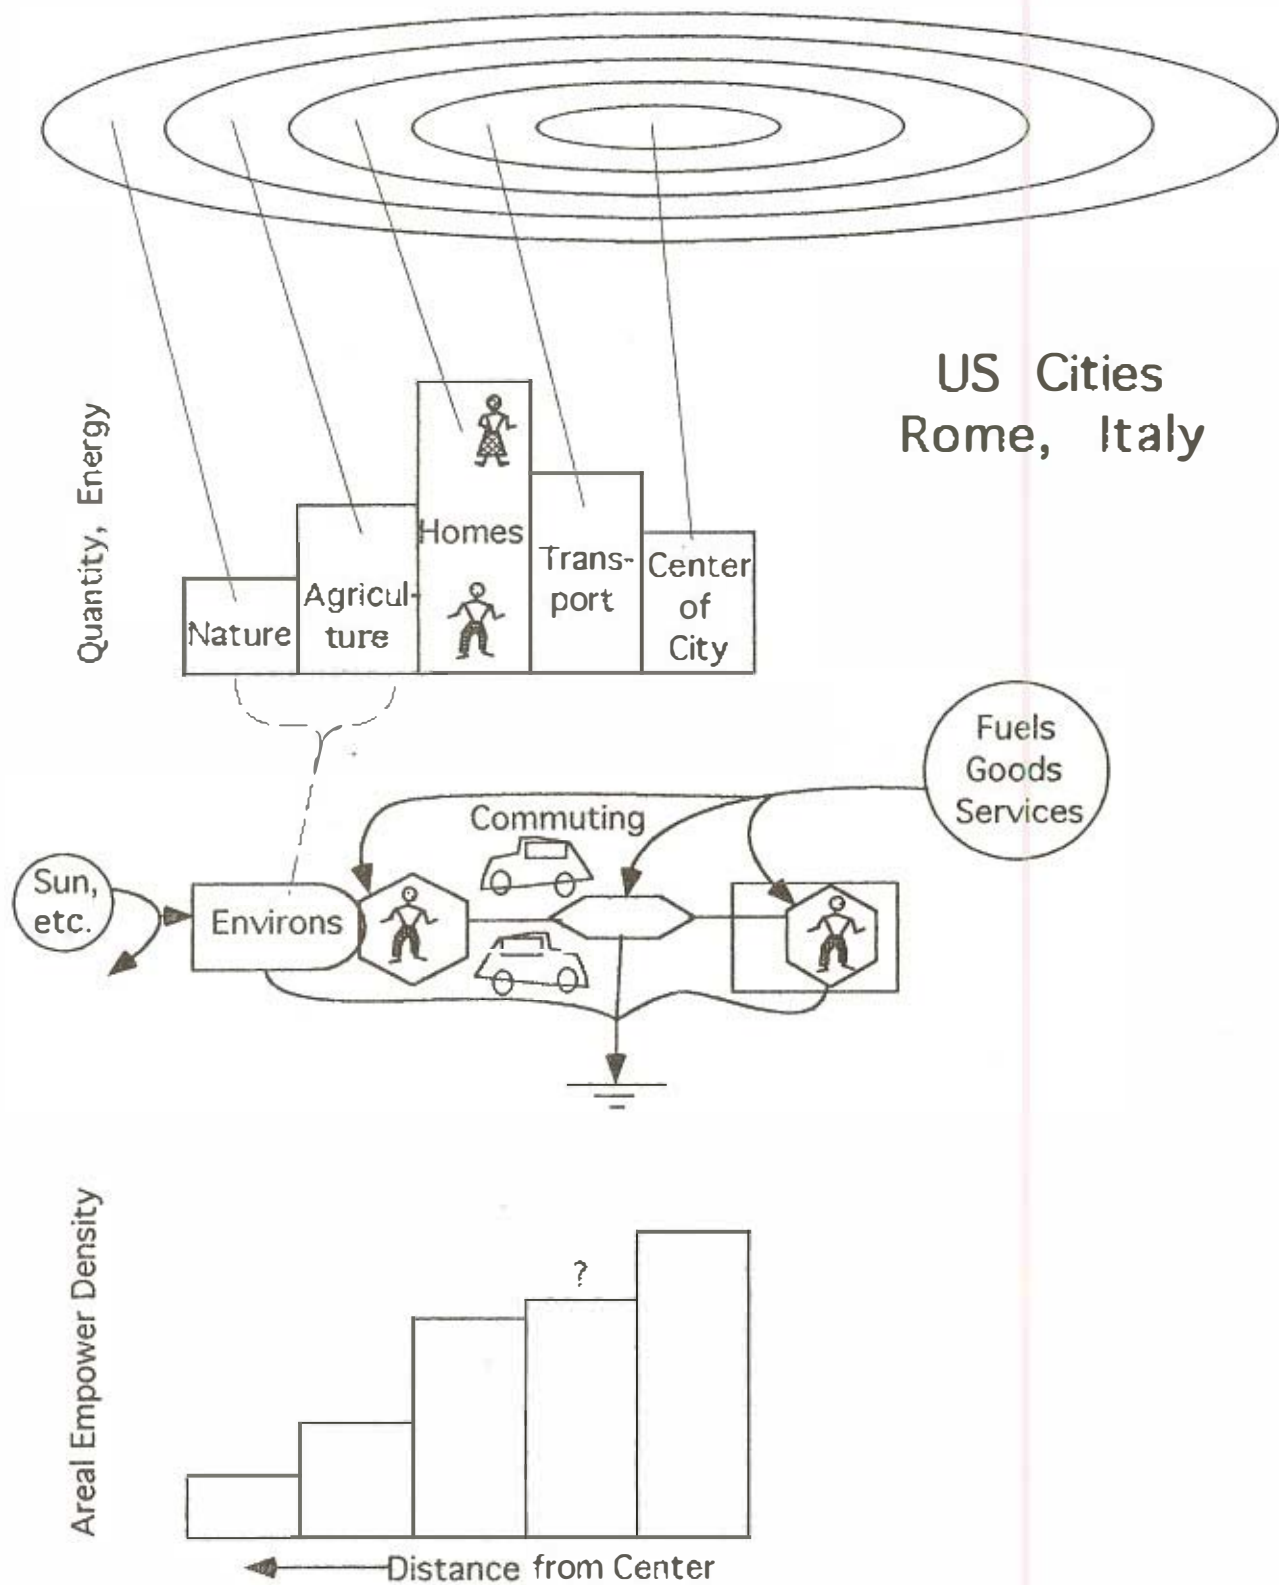 US Cities
Rome, Italy
Quantity, Energy
Homes
Trans-
port
Center
of
City
Agricul-
ture
Nature
Fuels
Goods
Services
Commuting
Sun,
etc.
Environs
Areal Empower Density
?
Distance from Center